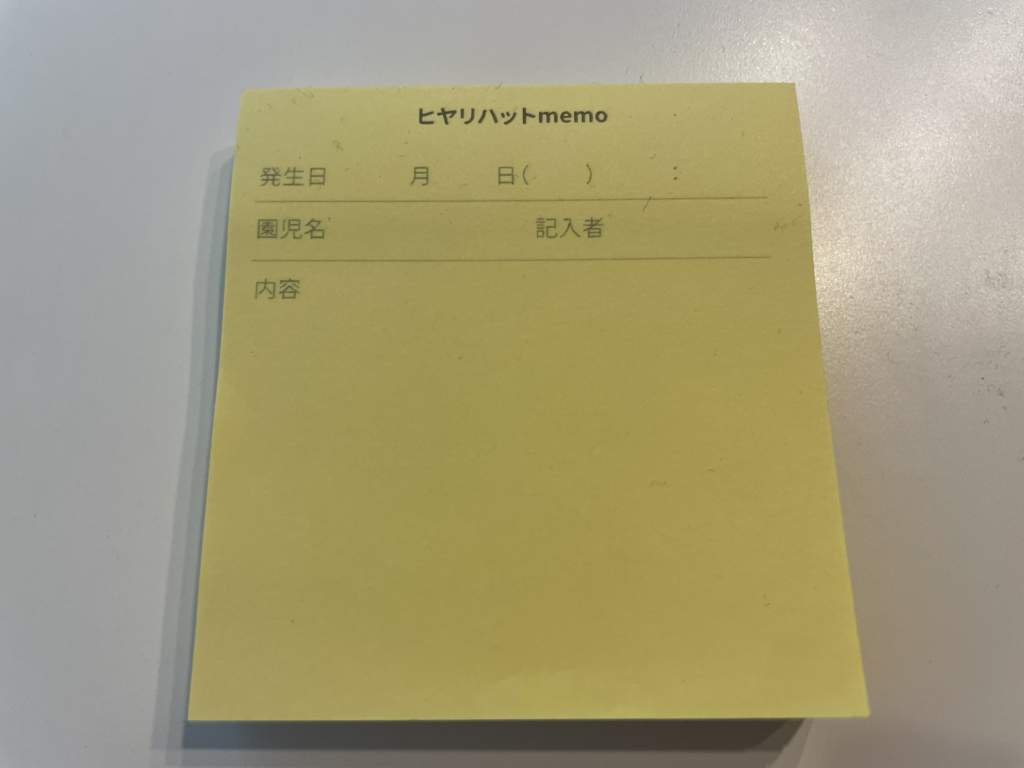 ヒヤリハットmemo
発生日 月 日( ) :
園児名 記入者
内容